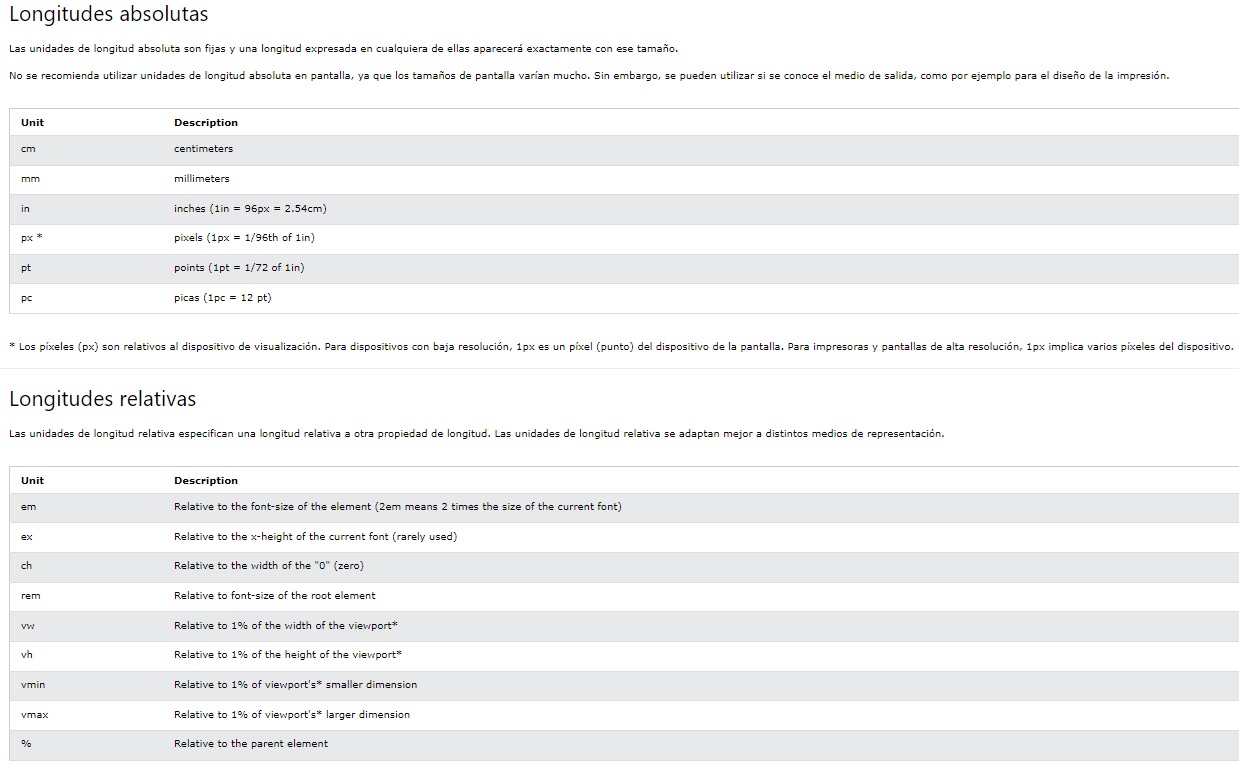 Longitudes absolutas
Las unidades de longitud absoluta son fijas y una longitud expresada en cualquiera de ellas aparecerá exactamente con ese tamaño.
No se recomienda utilizar unidades de longitud absoluta en pantalla, ya que los tamaños de pantalla varían mucho. Sin embargo, se pueden utilizar si se conoce el medio de salida, como por ejemplo para el diseño de la impresión.
Unit Description
cm centimeters
mm millimeters
in inches (1in = 96px = 2.54cm)
px * pixels (1px = 1/96th of 1in)
pt points (1pt = 1/72 of 1in)
pc picas (1pc = 12 pt)
* Los píxeles (px) son relativos al dispositivo de visualización. Para dispositivos con baja resolución, 1px es un píxel (punto) del dispositivo de la pantalla. Para impresoras y pantallas de alta resolución, 1px implica varios píxeles del dispositivo.
Longitudes relativas
Las unidades de longitud relativa especifican una longitud relativa a otra propiedad de longitud. Las unidades de longitud relativa se adaptan mejor a distintos medios de representación.
Unit Description
em Relative to the font-size of the element (2em means 2 times the size of the current font)
ex Relative to the x-height of the current font (rarely used)
ch Relative to the width of the "0" (zero)
rem Relative to font-size of the root element
vw Relative to 1% of the width of the viewport*
vh Relative to 1% of the height of the viewport*
vmin Relative to 1% of viewport's* smaller dimension
vmax Relative to 1% of viewport's* larger dimension
% Relative to the parent element